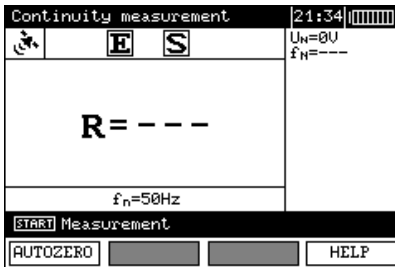 Continuity measurement 21:34
E S
UN=0V
fN=---
R=---
fn=50Hz
START Measurement
AUTOZERO HELP